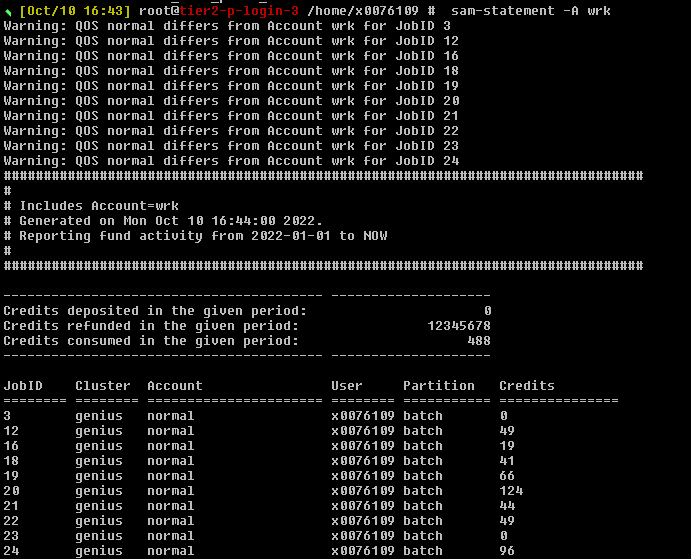 [Oct/10 16:43] root@tier2-p-login-3 /home/x0076109 # sam-statement -A wrk
Warning: QOS normal differs from Account wrk for JobID 3
Warning: QOS normal differs from Account wrk for JobID 12
Warning: QOS normal differs from Account wrk for JobID 16
Warning: QOS normal differs from Account wrk for JobID 18
Warning: QOS normal differs from Account wrk for JobID 19
Warning: QOS normal differs from Account wrk for JobID 20
Warning: QOS normal differs from Account wrk for JobID 21
Warning: QOS normal differs from Account wrk for JobID 22
Warning: QOS normal differs from Account wrk for JobID 23
Warning: QOS normal differs from Account wrk for JobID 24
################################################################################
#
# Includes Account=wrk
# Generated on Mon Oct 10 16:44:00 2022.
# Reporting fund activity from 2022-01-01 to NOW
#
################################################################################
---------------------------------------- --------------------
Credits deposited in the given period: 0
Credits refunded in the given period: 12345678
Credits consumed in the given period: 488
---------------------------------------- --------------------
JobID Cluster Account User Partition Credits
======== ======== ====================== ======== =========== ===============
3 genius normal x0076109 batch 0
12 genius normal x0076109 batch 49
16 genius normal x0076109 batch 19
18 genius normal x0076109 batch 41
19 genius normal x0076109 batch 66
20 genius normal x0076109 batch 124
21 genius normal x0076109 batch 44
22 genius normal x0076109 batch 49
23 genius normal x0076109 batch 0
24 genius normal x0076109 batch 96